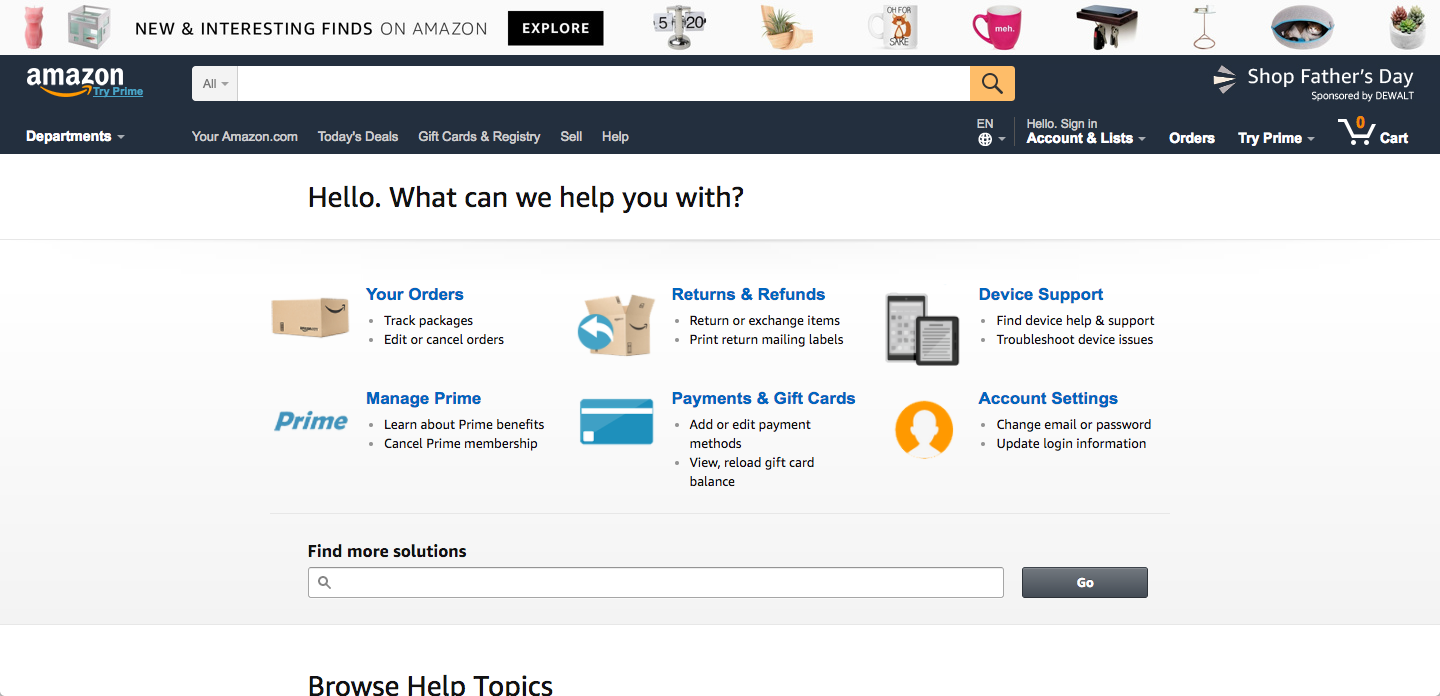 NEW & INTERESTING FINDS ON AMAZON
EXPLORE
5 20
OH FOR
SAKE
meh.
amazon
Try Prime
All
Shop Father's Day
Sponsored by DEWALT
Departments
Your Amazon.com
Today's Deals
Gift Cards & Registry
Sell
Help
EN
Hello. Sign in
Account & Lists
Orders
Try Prime
0
Cart
Hello. What can we help you with?
Your Orders
Track packages
Edit or cancel orders
Returns & Refunds
Return or exchange items
Print return mailing labels
Device Support
Find device help & support
Troubleshoot device issues
Prime
Manage Prime
Learn about Prime benefits
Cancel Prime membership
Payments & Gift Cards
Add or edit payment
methods
View, reload gift card
balance
Account Settings
Change email or password
Update login information
Find more solutions
Go
Browse Help Topics